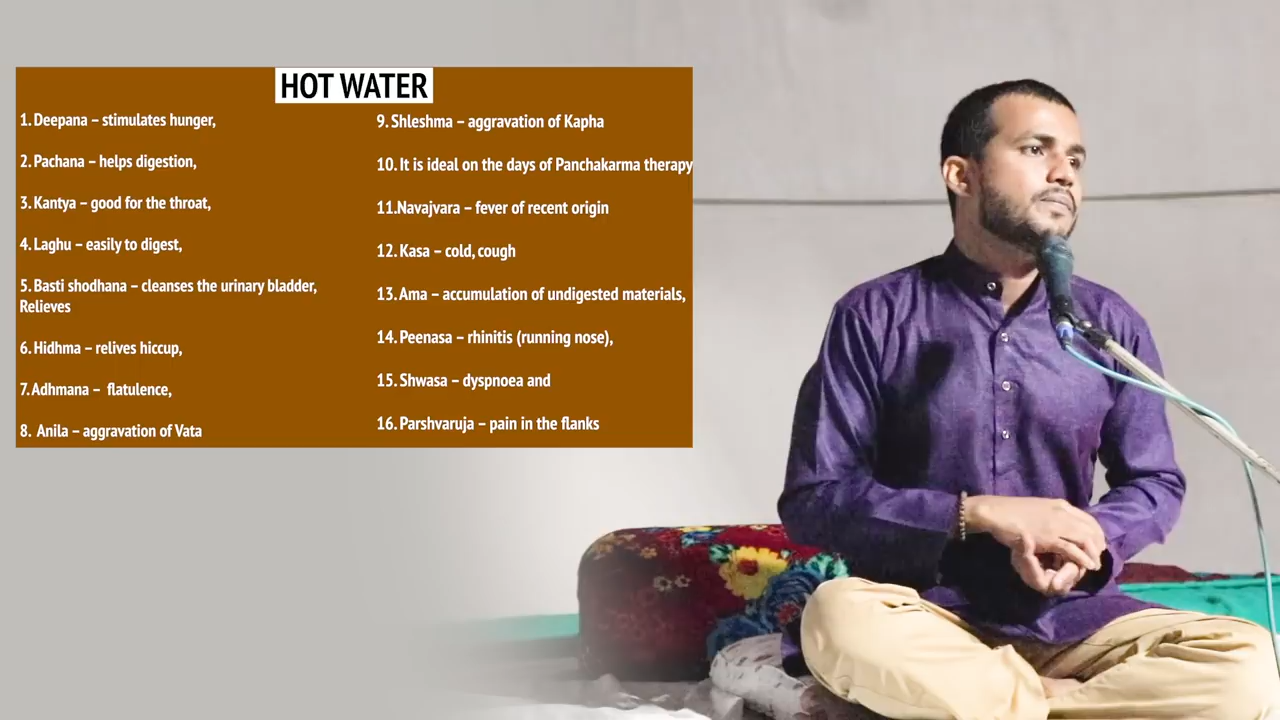 HOT WATER
1. Deepana – stimulates hunger,
2. Pachana – helps digestion,
3. Kantya – good for the throat,
4. Laghu – easily to digest,
5. Basti shodhana – cleanses the urinary bladder,
Relieves
6. Hidhma – relives hiccup,
7. Adhmana – flatulence,
8. Anila – aggravation of Vata
9. Shleshma – aggravation of Kapha
10. It is ideal on the days of Panchakarma therapy
11.Navajvara – fever of recent origin
12. Kasa – cold, cough
13. Ama – accumulation of undigested materials,
14. Peenasa – rhinitis (running nose),
15. Shwasa – dyspnoea and
16. Parshvaruja – pain in the flanks